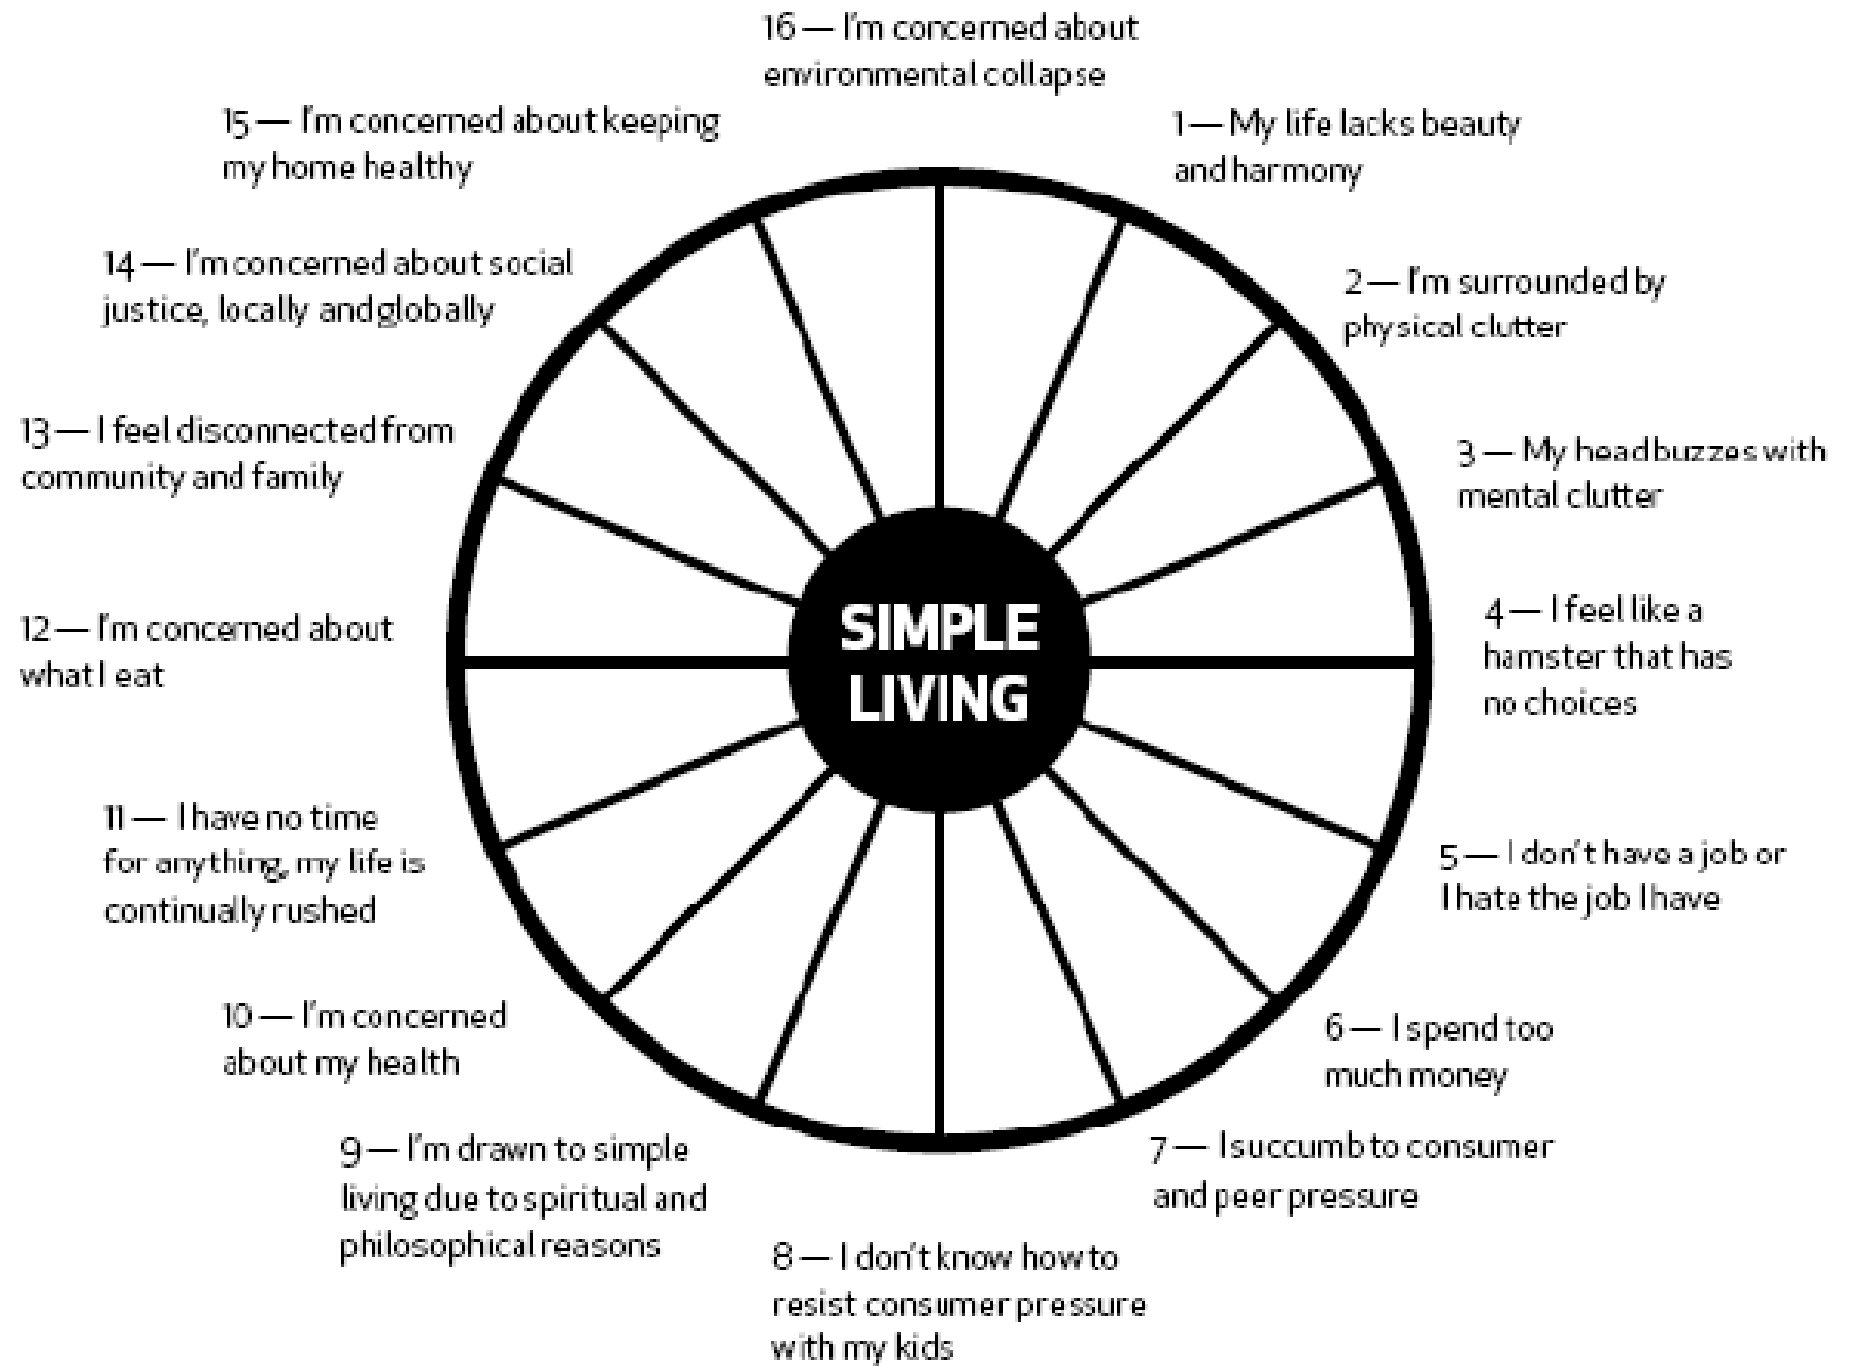 16 — I'm concerned about
environmental collapse
1 — My life lacks beauty
and harmony
2 — I'm surrounded by
physical clutter
3 — My head buzzes with
mental clutter
4 — I feel like a
hamster that has
no choices
5 — I don't have a job or
I hate the job I have
6 — I spend too
much money
7 — I succumb to consumer
and peer pressure
8 — I don't know how to
resist consumer pressure
with my kids
9 — I'm drawn to simple
living due to spiritual and
philosophical reasons
10 — I'm concerned
about my health
11 — I have no time
for anything, my life is
continually rushed
12 — I'm concerned about
what I eat
13 — I feel disconnected from
community and family
14 — I'm concerned about social
justice, locally and globally
15 — I'm concerned about keeping
my home healthy
SIMPLE
LIVING